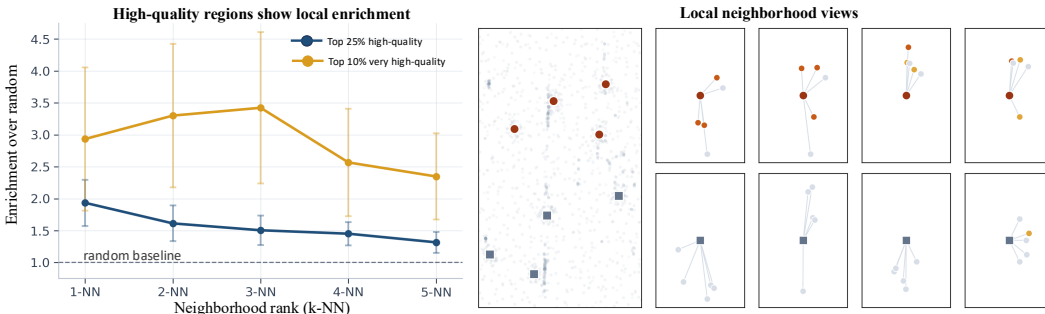 High-quality regions show local enrichment
Local neighborhood views
Enrichment over random
4.5
4.0
3.5
3.0
2.5
2.0
1.5
1.0
Top 25% high-quality
Top 10% very high-quality
random baseline
1-NN
2-NN
3-NN
4-NN
5-NN
Neighborhood rank (k-NN)